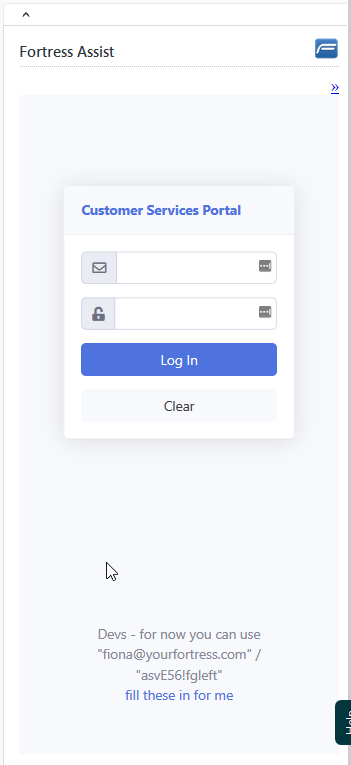 Fortress Assist
»
Customer Services Portal
Log In
Clear
Devs - for now you can use
"fiona@yourfortress.com" /
"asvE56!fgleft"
fill these in for me
Help